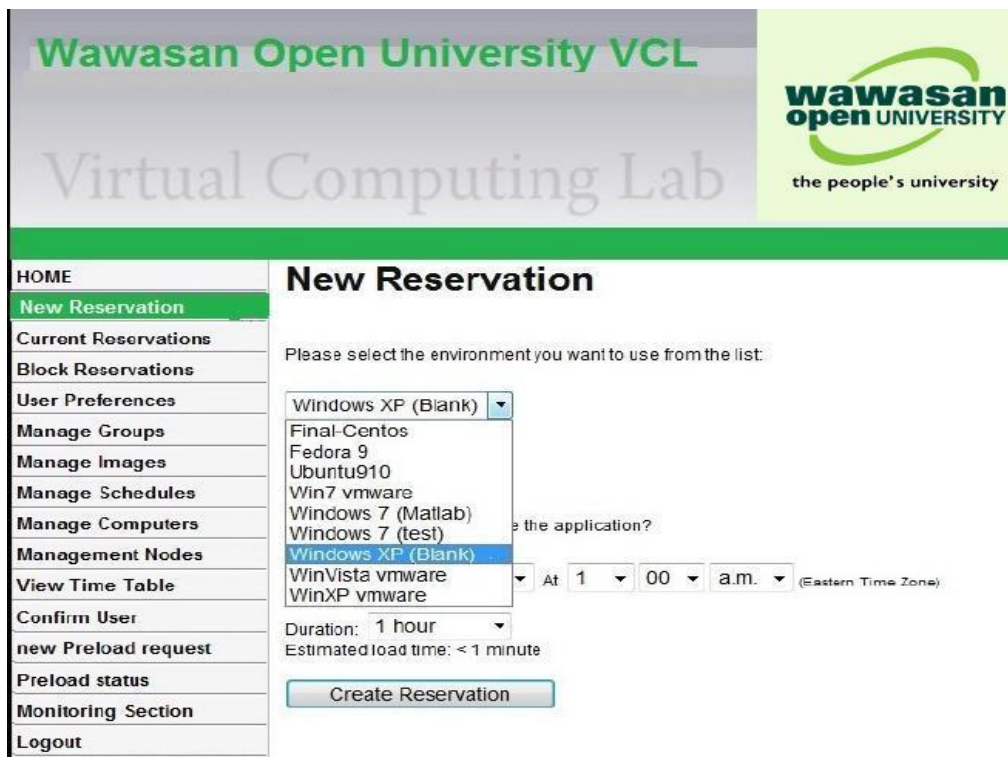 Wawasan Open University VCL
Virtual Computing Lab
wawasan
open UNIVERSITY
the people's university
HOME
New Reservation
Current Reservations
Block Reservations
User Preferences
Manage Groups
Manage Images
Manage Schedules
Manage Computers
Management Nodes
View Time Table
Confirm User
new Preload request
Preload status
Monitoring Section
Logout
New Reservation
Please select the environment you want to use from the list:
Windows XP (Blank)
Final-Centos
Fedora 9
Ubuntu910
Win7 vmware
Windows 7 (Matlab)
Windows 7 (test)
Windows XP (Blank)
WinVista vmware
WinXP vmware
the application?
At 1 00 a.m. (Eastern Time Zone)
Duration: 1 hour
Estimated load time: < 1 minute
Create Reservation